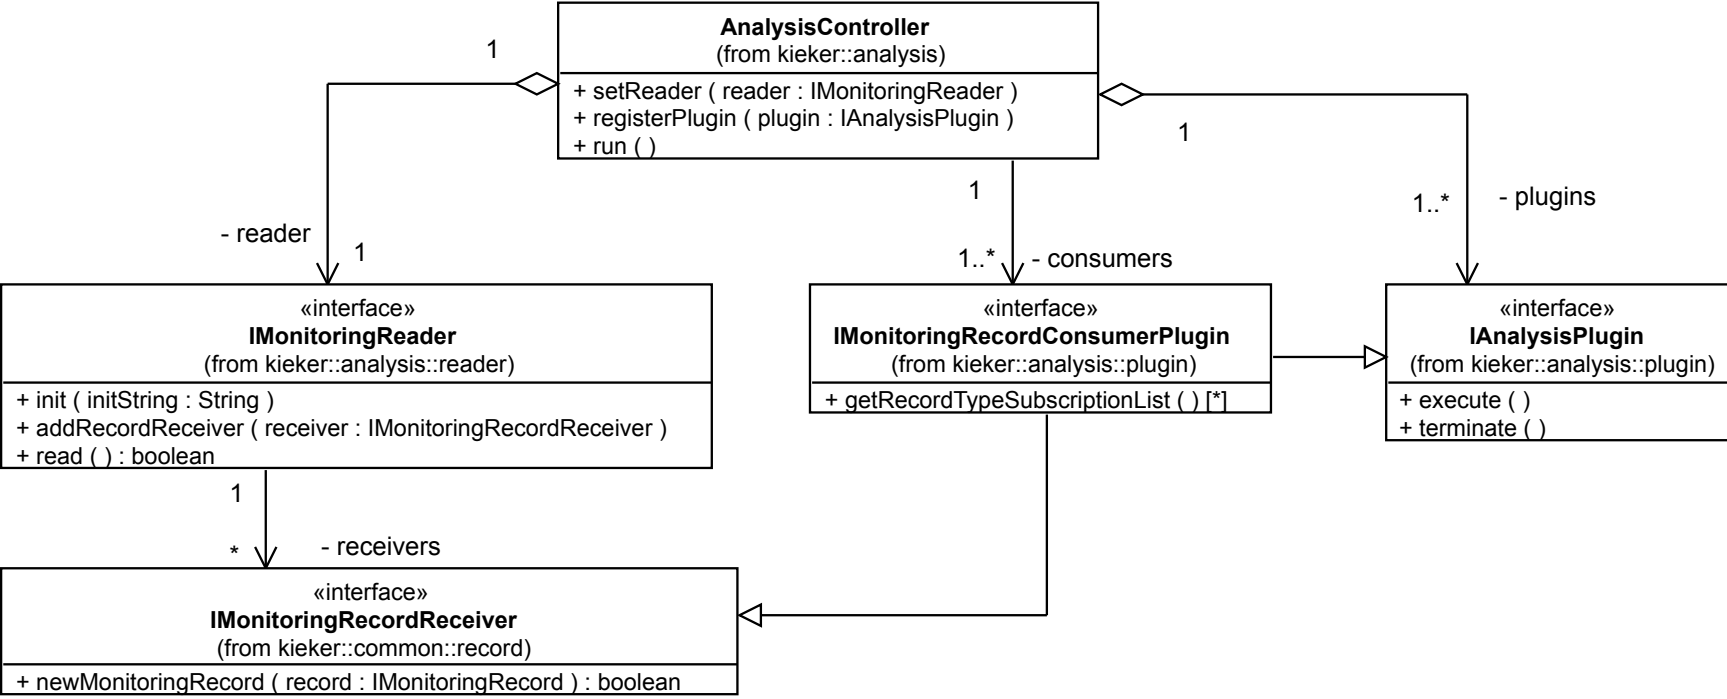 AnalysisController
(from kieker::analysis)
+ setReader ( reader : IMonitoringReader )
+ registerPlugin ( plugin : IAnalysisPlugin )
+ run ( )
1
1
1
- reader
1
1..*
- consumers
1..*
- plugins
«interface»
IMonitoringReader
(from kieker::analysis::reader)
+ init ( initString : String )
+ addRecordReceiver ( receiver : IMonitoringRecordReceiver )
+ read ( ) : boolean
«interface»
IMonitoringRecordConsumerPlugin
(from kieker::analysis::plugin)
+ getRecordTypeSubscriptionList ( ) [*]
«interface»
IAnalysisPlugin
(from kieker::analysis::plugin)
+ execute ( )
+ terminate ( )
1
*
- receivers
«interface»
IMonitoringRecordReceiver
(from kieker::common::record)
+ newMonitoringRecord ( record : IMonitoringRecord ) : boolean